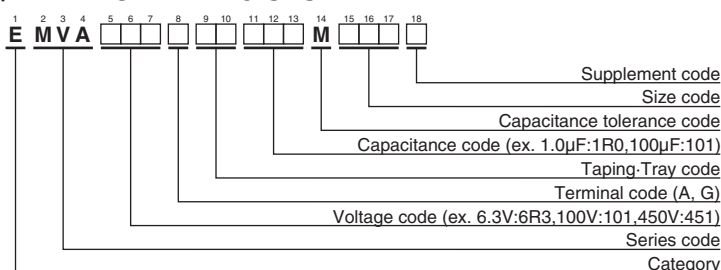 1 2 3 4 5 6 7 8 9 10 11 12 13 14 15 16 17 18
E MVA M
Supplement code
Size code
Capacitance tolerance code
Capacitance code (ex. 1.0µF:1R0,100µF:101)
Taping·Tray code
Terminal code (A, G)
Voltage code (ex. 6.3V:6R3,100V:101,450V:451)
Series code
Category